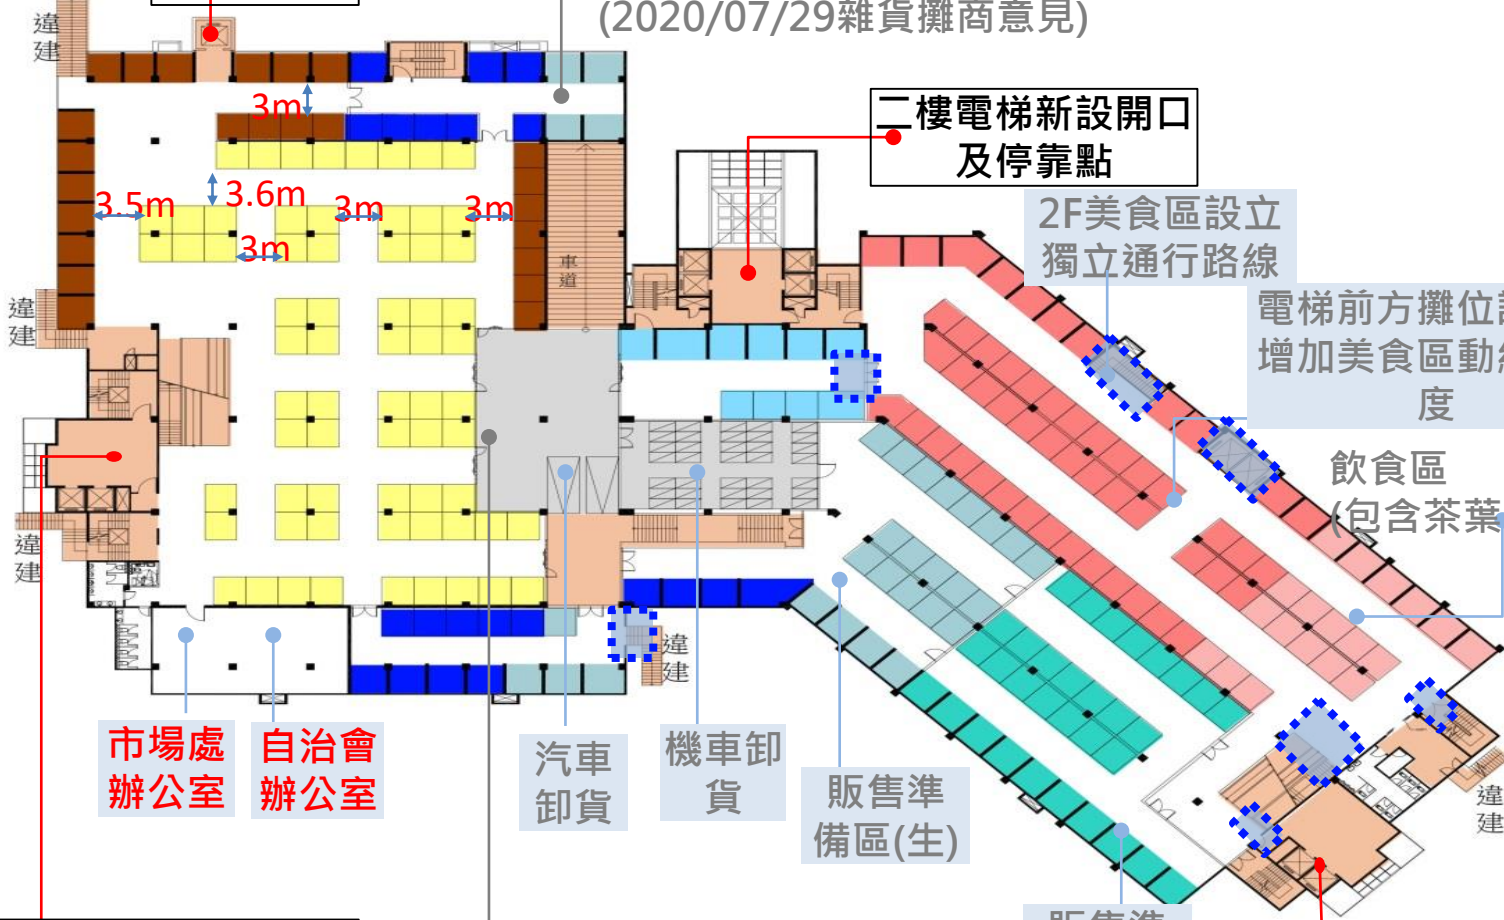 (2020/07/29雜貨攤商意見)
違
建
3m
二樓電梯新設開口
及停靠點
3.5m
3.6m
3m
3m
3m
車
道
2F美食區設立
獨立通行路線
電梯前方攤位
增加美食區動
度
違
建
飲食區
(包含茶葉
違
建
違
建
市場處
辦公室
自治會
辦公室
汽車
卸貨
機車卸
貨
販售準
備區(生)
違
建
販售準